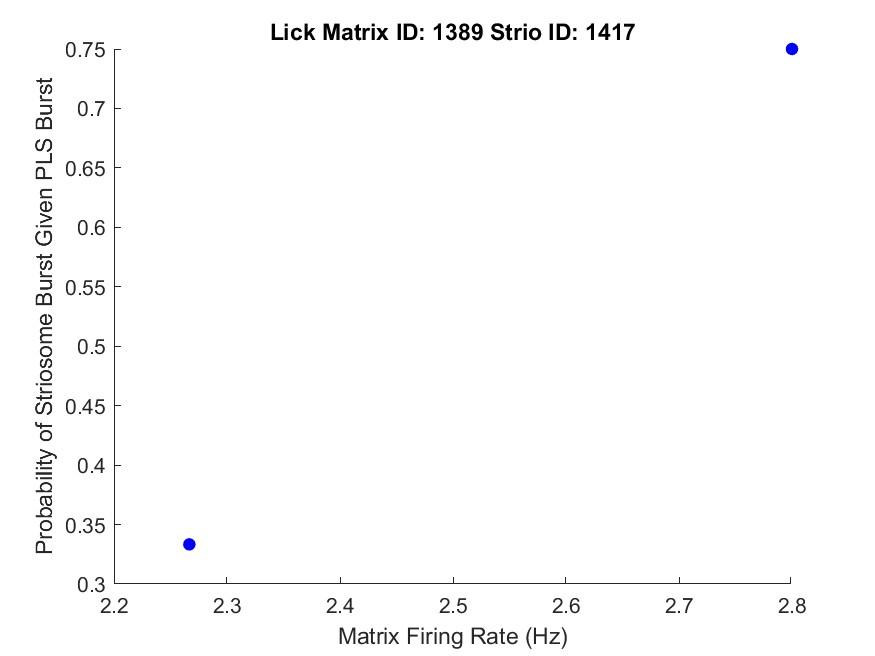 Lick Matrix ID: 1389 Strio ID: 1417
Probability of Striosome Burst Given PLS Burst
0.75
0.7
0.65
0.6
0.55
0.5
0.45
0.4
0.35
0.3
2.2 2.3 2.4 2.5 2.6 2.7 2.8
Matrix Firing Rate (Hz)